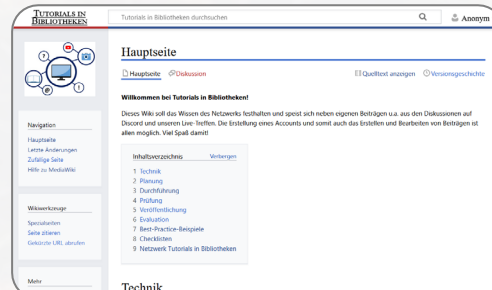 TUTORIALS IN
BIBLIOTHEKEN
Tutorials in Bibliotheken durchsuchen
Anonym
Hauptseite
Hauptseite
Diskussion
Quelltext anzeigen
Versionsgeschichte
Willkommen bei Tutorials in Bibliotheken!
Dieses Wiki soll das Wissen des Netzwerks festhalten und speist sich neben eigenen Beiträgen u.a. aus den Diskussionen auf
Discord und unseren Live-Treffen. Die Erstellung eines Accounts und somit auch das Erstellen und Bearbeiten von Beiträgen ist
allen möglich. Viel Spaß damit!
Navigation
Hauptseite
Letzte Änderungen
Zufällige Seite
Hilfe zu MediaWiki
Wikiwerkzeuge
Spezialseiten
Seite zitieren
Gekürzte URL abrufen
Mehr
Inhaltsverzeichnis
Verbergen
1 Technik
2 Planung
3 Durchführung
4 Prüfung
5 Veröffentlichung
6 Evaluation
7 Best-Practice-Beispiele
8 Checklisten
9 Netzwerk Tutorials in Bibliotheken
Technik